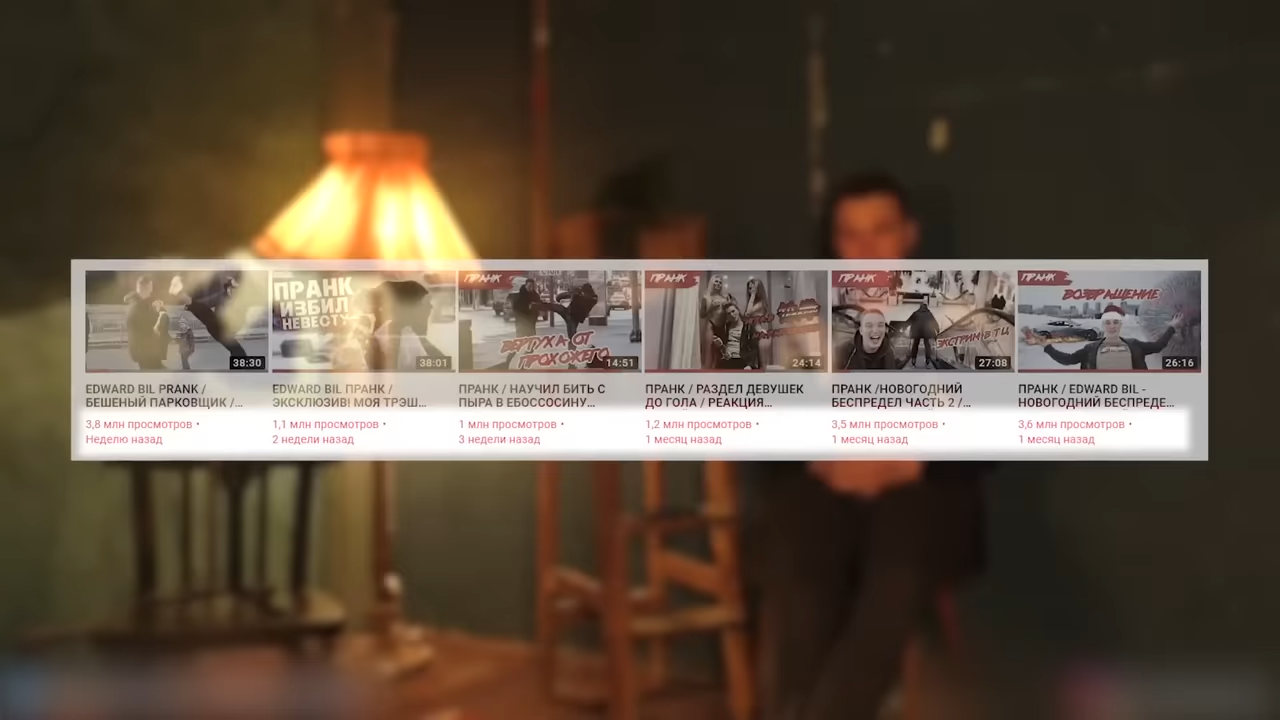 ПРАНК
ИЗБИЛ
НЕВЕСТУ
ПРАНК
ВЕРТУХА ОТ
ПРОХОЖЕГО
ПРАНК
ПРАНК
ЭКСТРИМ В ТЦ
ПРАНК
ВОЗВРАЩЕНИЕ
38:30
38:01
14:51
24:14
27:08
26:16
EDWARD BIL PRANK /
БЕШЕНЫЙ ПАРКОВЩИК /...
3,8 млн просмотров •
Неделю назад
EDWARD BIL ПРАНК /
ЭКСКЛЮЗИВ! МОЯ ТРЭШ...
1,1 млн просмотров •
2 недели назад
ПРАНК / НАУЧИЛ БИТЬ С
ПЫРА В ЕБОССОСИНУ...
1 млн просмотров •
3 недели назад
ПРАНК / РАЗДЕЛ ДЕВУШЕК
ДО ГОЛА / РЕАКЦИЯ...
1,2 млн просмотров •
1 месяц назад
ПРАНК /НОВОГОДНИЙ
БЕСПРЕДЕЛ ЧАСТЬ 2 /...
3,5 млн просмотров •
1 месяц назад
ПРАНК / EDWARD BIL -
НОВОГОДНИЙ БЕСПРЕДЕ...
3,6 млн просмотров •
1 месяц назад